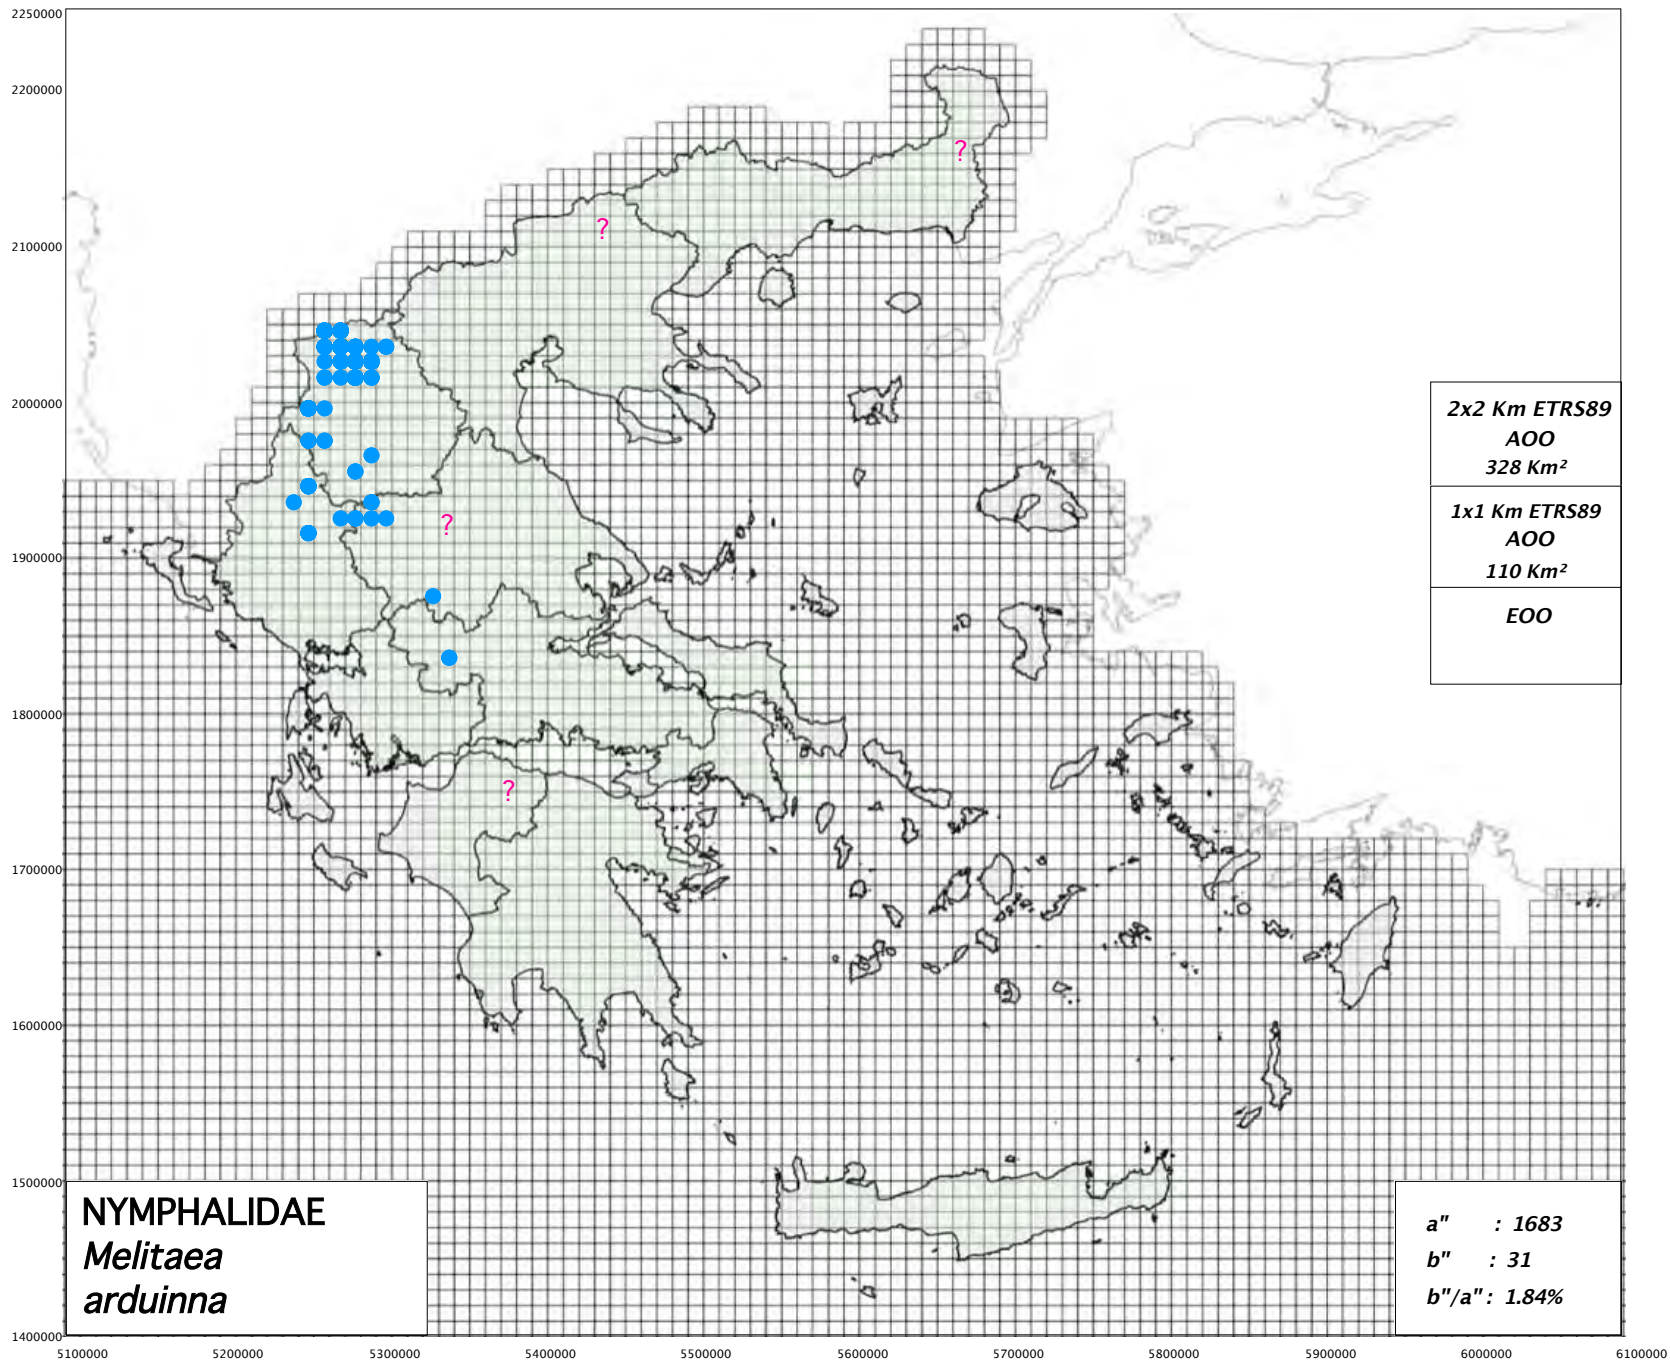 2250000
2200000
2100000
2000000
1900000
1800000
1700000
1600000
1500000
1400000
?
?
?
?
2x2 Km ETRS89
AOO
328 Km²
1x1 Km ETRS89
AOO
110 Km²
EOO
NYMPHALIDAE
Melitaea
arduinna
a" : 1683
b" : 31
b"/a" : 1.84%
5100000 5200000 5300000 5400000 5500000 5600000 5700000 5800000 5900000 6000000 6100000